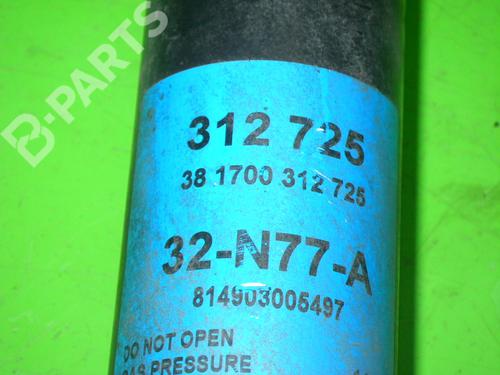 B-PARTS
312 725
38 1700 312 725
32-N77-A
814903005497
DO NOT OPEN
GAS PRESSURE